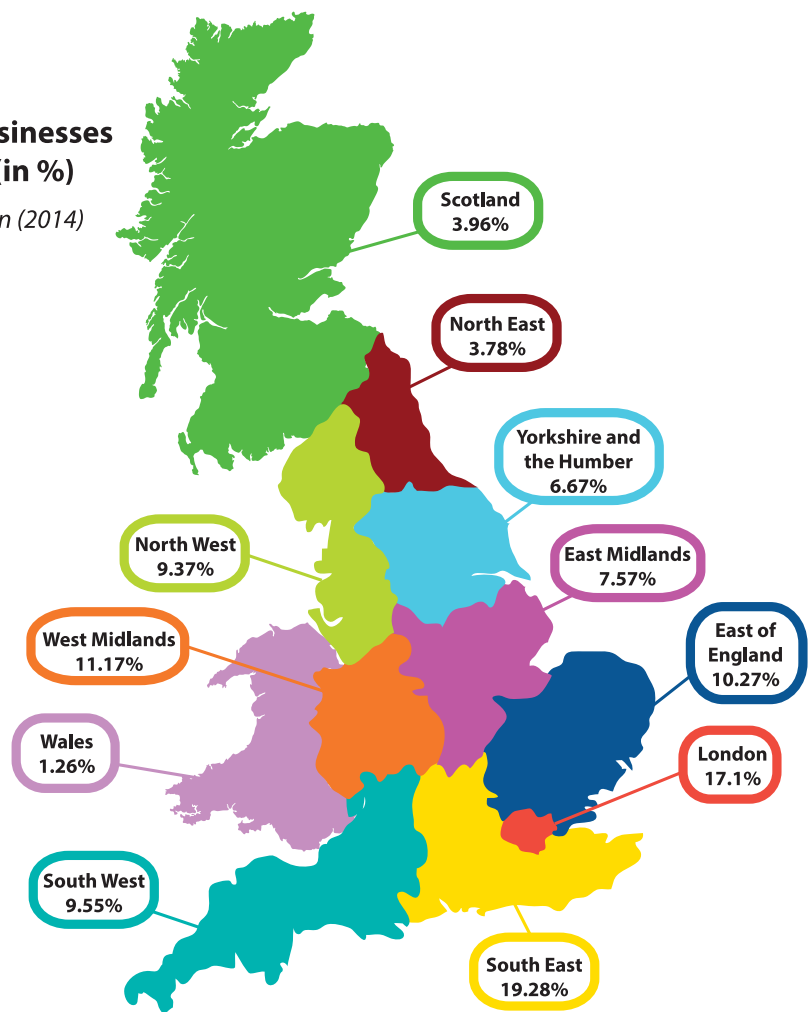 sinesses
(in %)
n (2014)
Scotland
3.96%
North East
3.78%
Yorkshire and
the Humber
6.67%
North West
9.37%
East Midlands
7.57%
West Midlands
11.17%
East of
England
10.27%
Wales
1.26%
London
17.1%
South West
9.55%
South East
19.28%